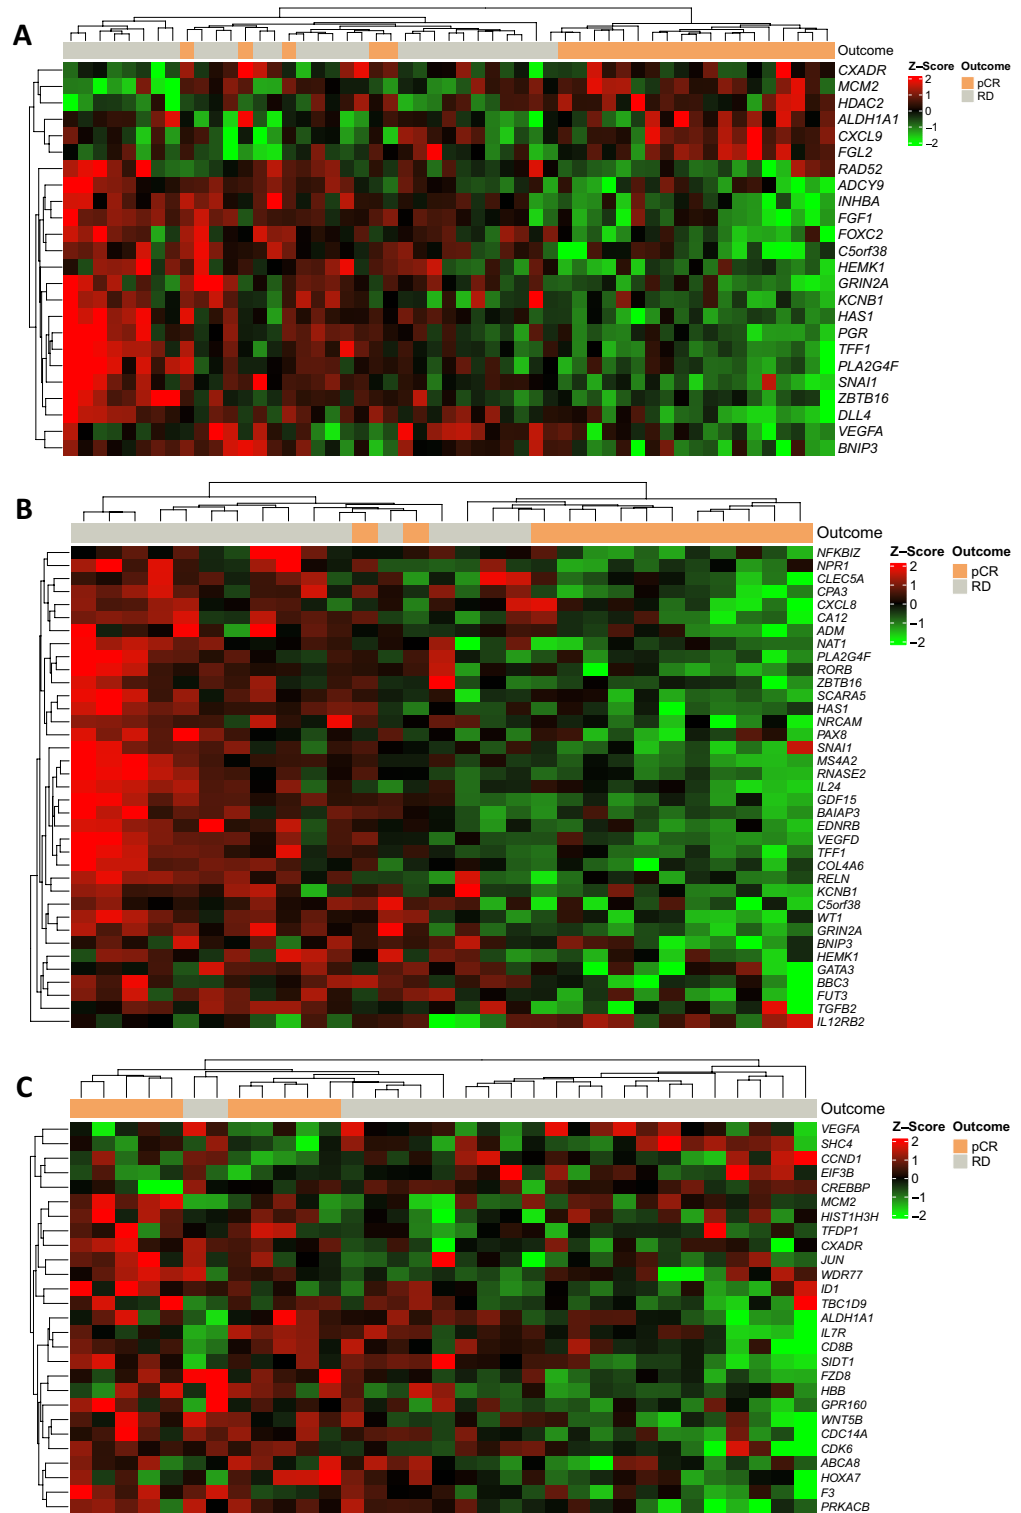 A
Outcome
CXADR
MCM2
HDAC2
ALDH1A1
CXCL9
FGL2
RAD52
ADCY9
INHBA
FGF1
FOXC2
C5orf38
HEMK1
GRIN2A
KCNB1
HAS1
PGR
TFF1
PLA2G4F
SNAI1
ZBTB16
DLL4
VEGFA
BNIP3
Z–Score Outcome
2 pCR
1 RD
0
−1
−2
B
Outcome
NFKBIZ
NPR1
CLEC5A
CPA3
CXCL8
CA12
ADM
NAT1
PLA2G4F
RORB
ZBTB16
SCARA5
HAS1
NRCAM
PAX8
SNAI1
MS4A2
RNASE2
IL24
GDF15
BAIAP3
EDNRB
VEGFD
TFF1
COL4A6
RELN
KCNB1
C5orf38
WT1
GRIN2A
BNIP3
HEMK1
GATA3
BBC3
FUT3
TGFB2
IL12RB2
Z–Score Outcome
2 pCR
1 RD
0
−1
−2
C
Outcome
VEGFA
SHC4
CCND1
EIF3B
CREBBP
MCM2
HIST1H3H
TFDP1
CXADR
JUN
WDR77
ID1
TBC1D9
ALDH1A1
IL7R
CD8B
SIDT1
FZD8
HBB
GPR160
WNT5B
CDC14A
CDK6
ABCA8
HOXA7
F3
PRKACB
Z–Score Outcome
2 pCR
1 RD
0
−1
−2